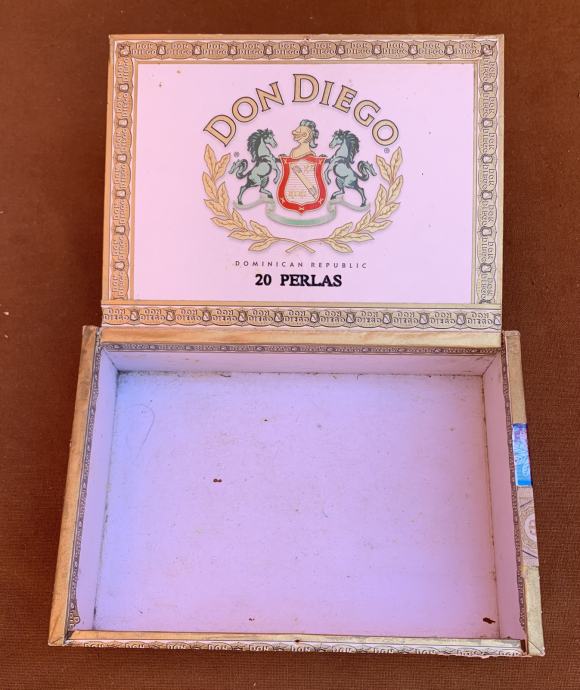 DON DIEGO
DOMINICAN REPUBLIC
20 PERLAS